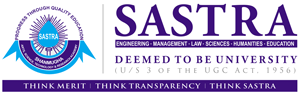 PROGRESS THROUGH QUALITY EDUCATION
SASTRA
SHANMUGHA
SASTRA
ENGINEERING · MANAGEMENT · LAW · SCIENCES · HUMANITIES · EDUCATION
DEEMED TO BE UNIVERSITY
(U/S 3 OF THE UGC ACT, 1956)
THINK MERIT | THINK TRANSPARENCY | THINK SASTRA